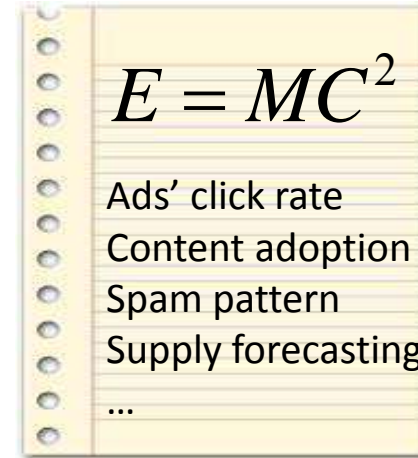 E = MC²
Ads’ click rate
Content adoption
Spam pattern
Supply forecasting
…